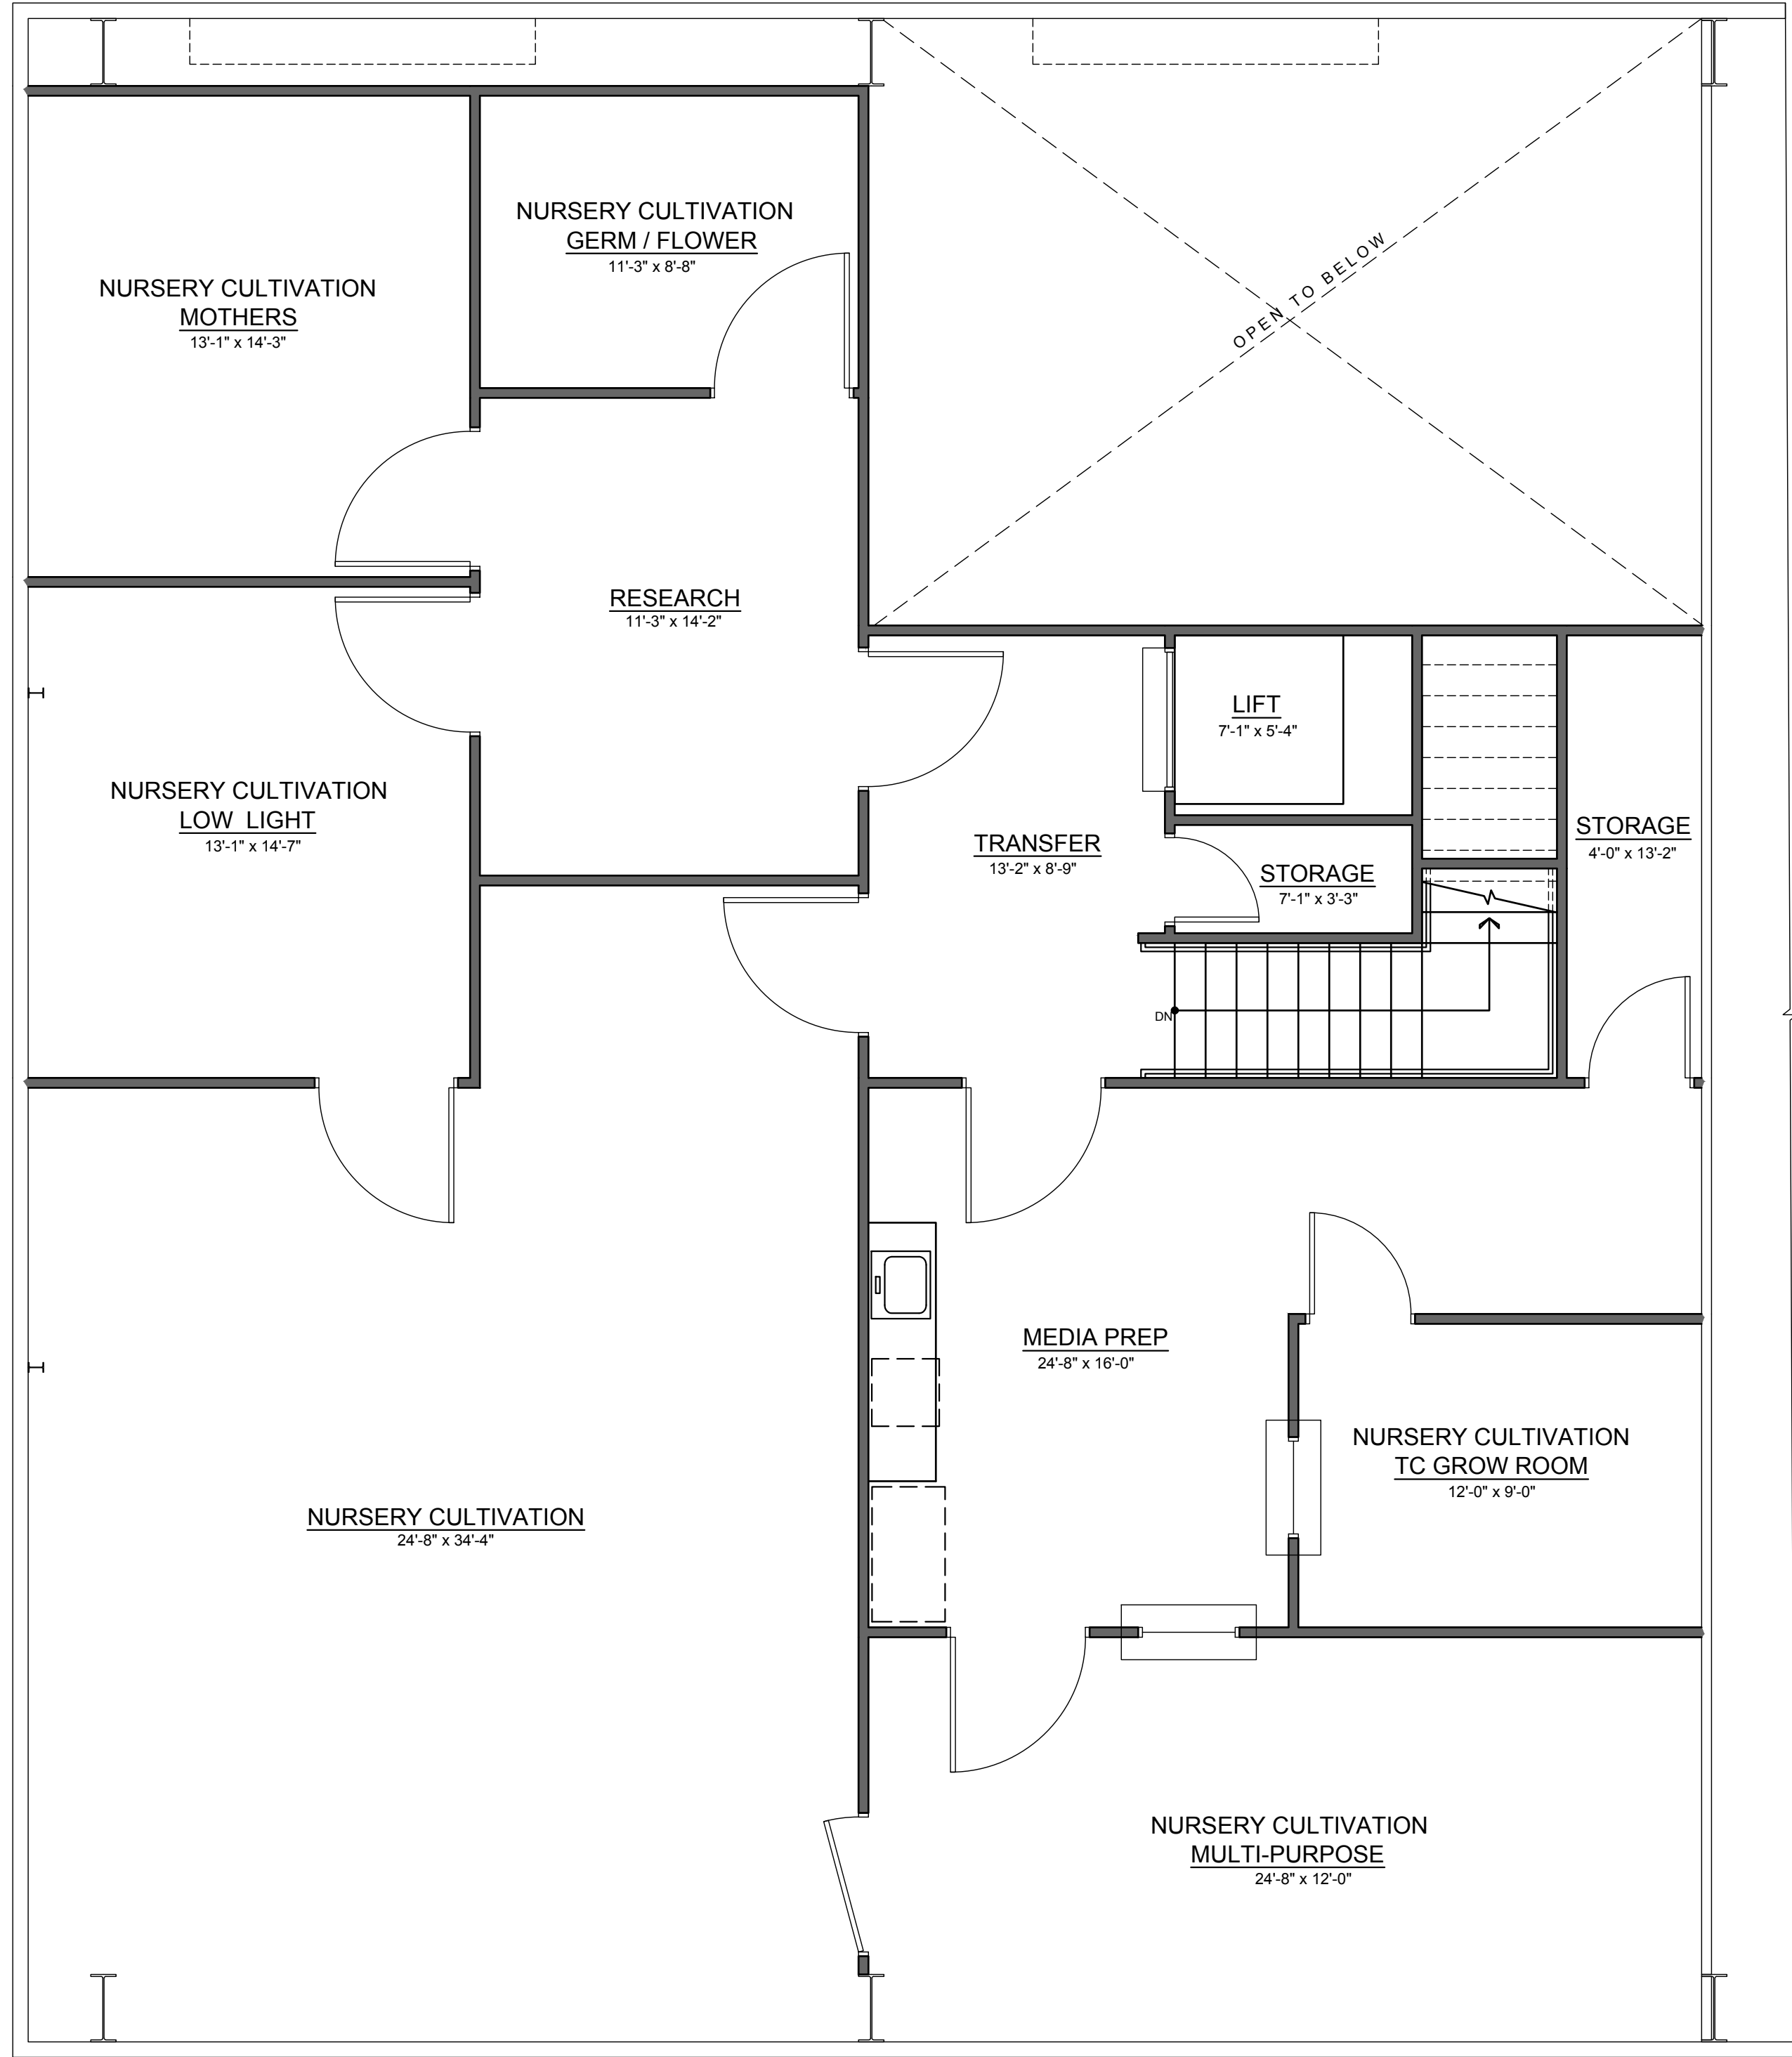 NURSERY CULTIVATION
GERM / FLOWER
11'-3" x 8'-8"
NURSERY CULTIVATION
MOTHERS
13'-1" x 14'-3"
OPEN TO BELOW
RESEARCH
11'-3" x 14'-2"
LIFT
7'-1" x 5'-4"
NURSERY CULTIVATION
LOW LIGHT
13'-1" x 14'-7"
TRANSFER
13'-2" x 8'-9"
STORAGE
7'-1" x 3'-3"
STORAGE
4'-0" x 13'-2"
DN
MEDIA PREP
24'-8" x 16'-0"
NURSERY CULTIVATION
TC GROW ROOM
12'-0" x 9'-0"
NURSERY CULTIVATION
24'-8" x 34'-4"
NURSERY CULTIVATION
MULTI-PURPOSE
24'-8" x 12'-0"